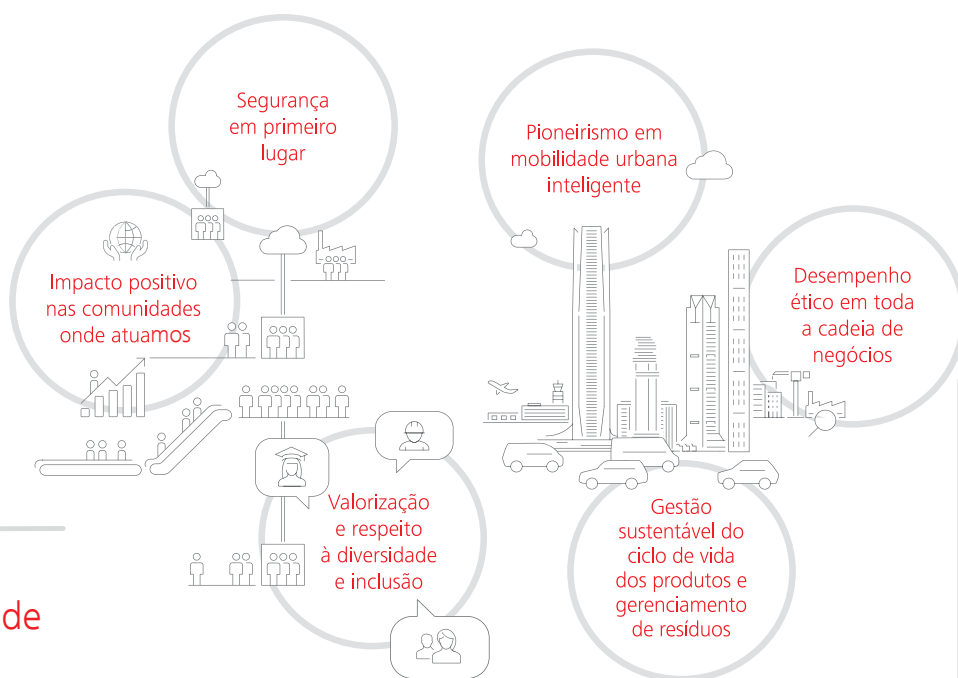 Segurança
em primeiro
lugar
Pioneirismo em
mobilidade urbana
inteligente
Impacto positivo
nas comunidades
onde atuamos
Desempenho
ético em toda
a cadeia de
negócios
Valorização
e respeito
à diversidade
e inclusão
Gestão
sustentável do
ciclo de vida
dos produtos e
gerenciamento
de resíduos
de